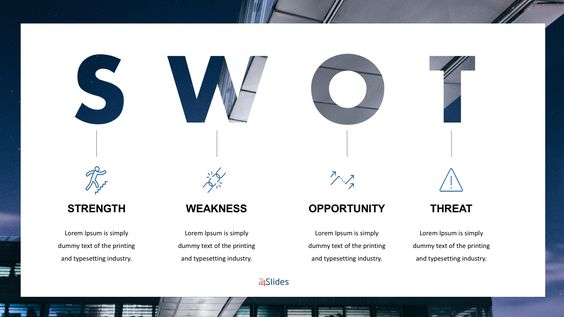 SWOT
STRENGTH
WEAKNESS
OPPORTUNITY
THREAT
Lorem Ipsum is simply
dummy text of the printing
and typesetting industry.
Lorem Ipsum is simply
dummy text of the printing
and typesetting industry.
Lorem Ipsum is simply
dummy text of the printing
and typesetting industry.
Lorem Ipsum is simply
dummy text of the printing
and typesetting industry.
24Slides